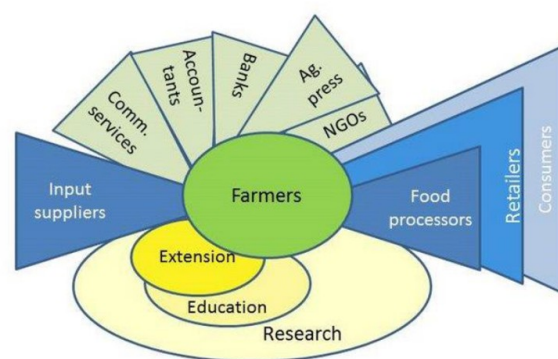 Comm.
services
Accoun-
tants
Banks
Ag.
press
NGOs
Input
suppliers
Farmers
Food
processors
Retailers
Consumers
Extension
Education
Research